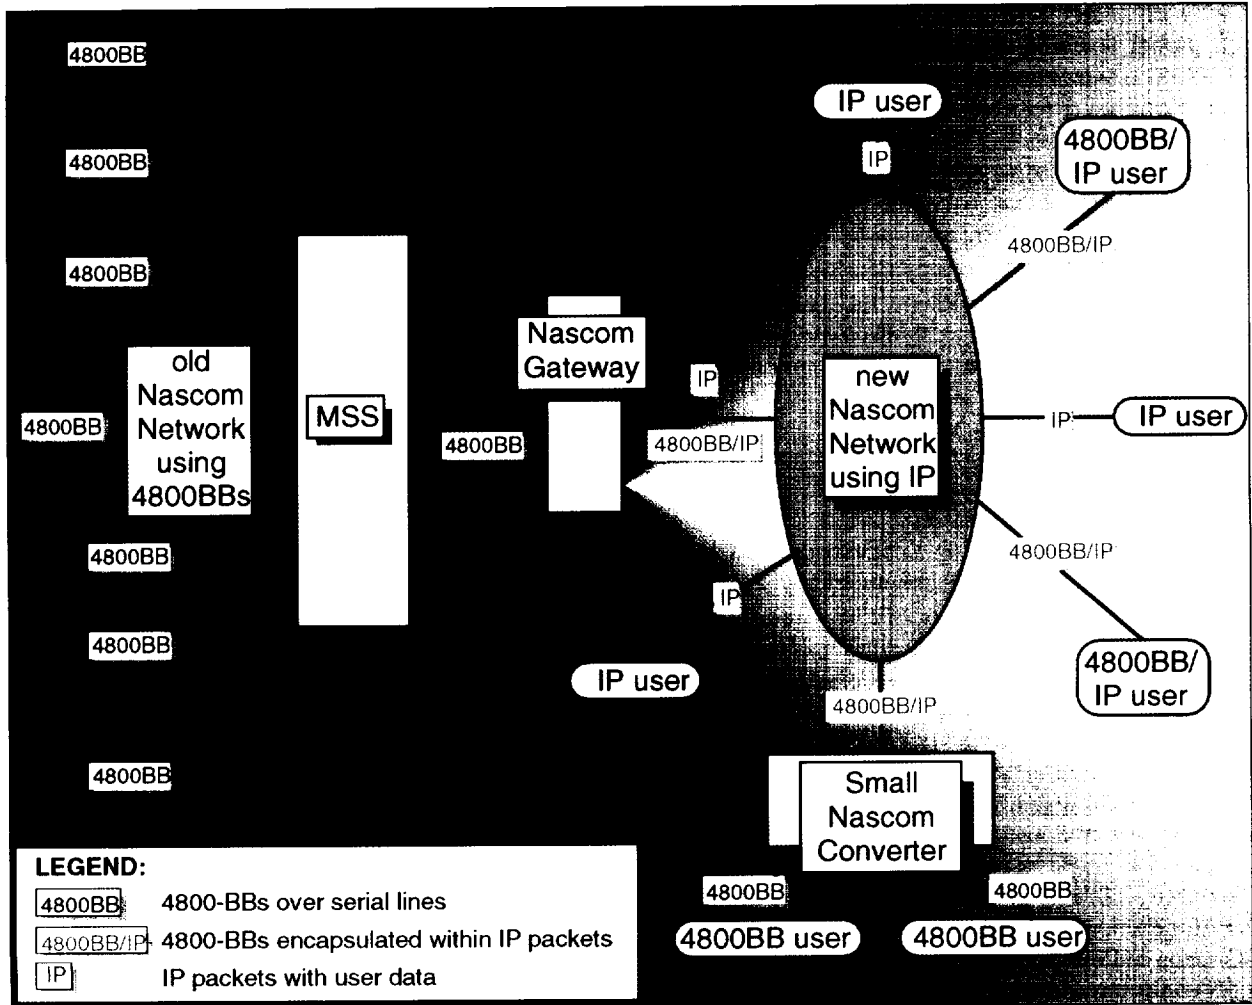 4800BB
IP user
4800BB/
IP user
4800BB
IP
4800BB/IP
4800BB
Nascom
Gateway
old
Nascom
Network
using
4800BBs
MSS
IP
new
Nascom
Network
using IP
4800BB
4800BB
4800BB/IP
IP
IP user
4800BB
4800BB/IP
IP
4800BB
IP user
4800BB/
IP user
4800BB/IP
4800BB
Small
Nascom
Converter
4800BB
4800BB
4800BB user
4800BB user
LEGEND:
4800BB
4800-BBs over serial lines
4800BB/IP
4800-BBs encapsulated within IP packets
IP
IP packets with user data